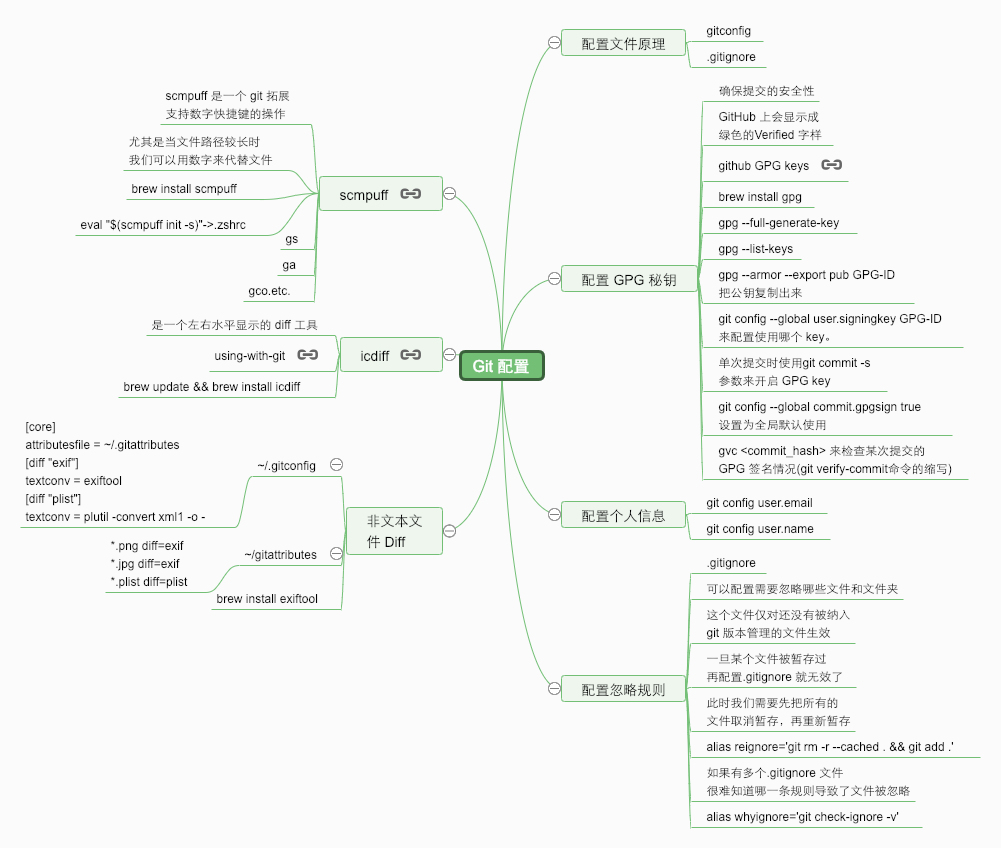 Git 配置
配置文件原理
gitconfig
.gitignore
配置 GPG 秘钥
确保提交的安全性
GitHub 上会显示成
绿色的Verified 字样
github GPG keys
brew install gpg
gpg --full-generate-key
gpg --list-keys
gpg --armor --export pub GPG-ID
把公钥复制出来
git config --global user.signingkey GPG-ID
来配置使用哪个 key。
单次提交时使用git commit -s
参数来开启 GPG key
git config --global commit.gpgsign true
设置为全局默认使用
gvc <commit_hash> 来检查某次提交的
GPG 签名情况(git verify-commit命令的缩写)
配置个人信息
git config user.email
git config user.name
配置忽略规则
.gitignore
可以配置需要忽略哪些文件和文件夹
这个文件仅对还没有被纳入
git 版本管理的文件生效
一旦某个文件被暂存过
再配置.gitignore 就无效了
此时我们需要先把所有的
文件取消暂存，再重新暂存
alias reignore='git rm -r --cached . && git add .'
如果有多个.gitignore 文件
很难知道哪一条规则导致了文件被忽略
alias whyignore='git check-ignore -v'
scmpuff
scmpuff 是一个 git 拓展
支持数字快捷键的操作
尤其是当文件路径较长时
我们可以用数字来代替文件
brew install scmpuff
eval "$(scmpuff init -s)"->.zshrc
gs
ga
gco.etc.
icdiff
是一个左右水平显示的 diff 工具
using-with-git
brew update && brew install icdiff
非文本文
件 Diff
~/.gitconfig
[core]
attributesfile = ~/.gitattributes
[diff "exif"]
textconv = exiftool
[diff "plist"]
textconv = plutil -convert xml1 -o -
~/gitattributes
*.png diff=exif
*.jpg diff=exif
*.plist diff=plist
brew install exiftool